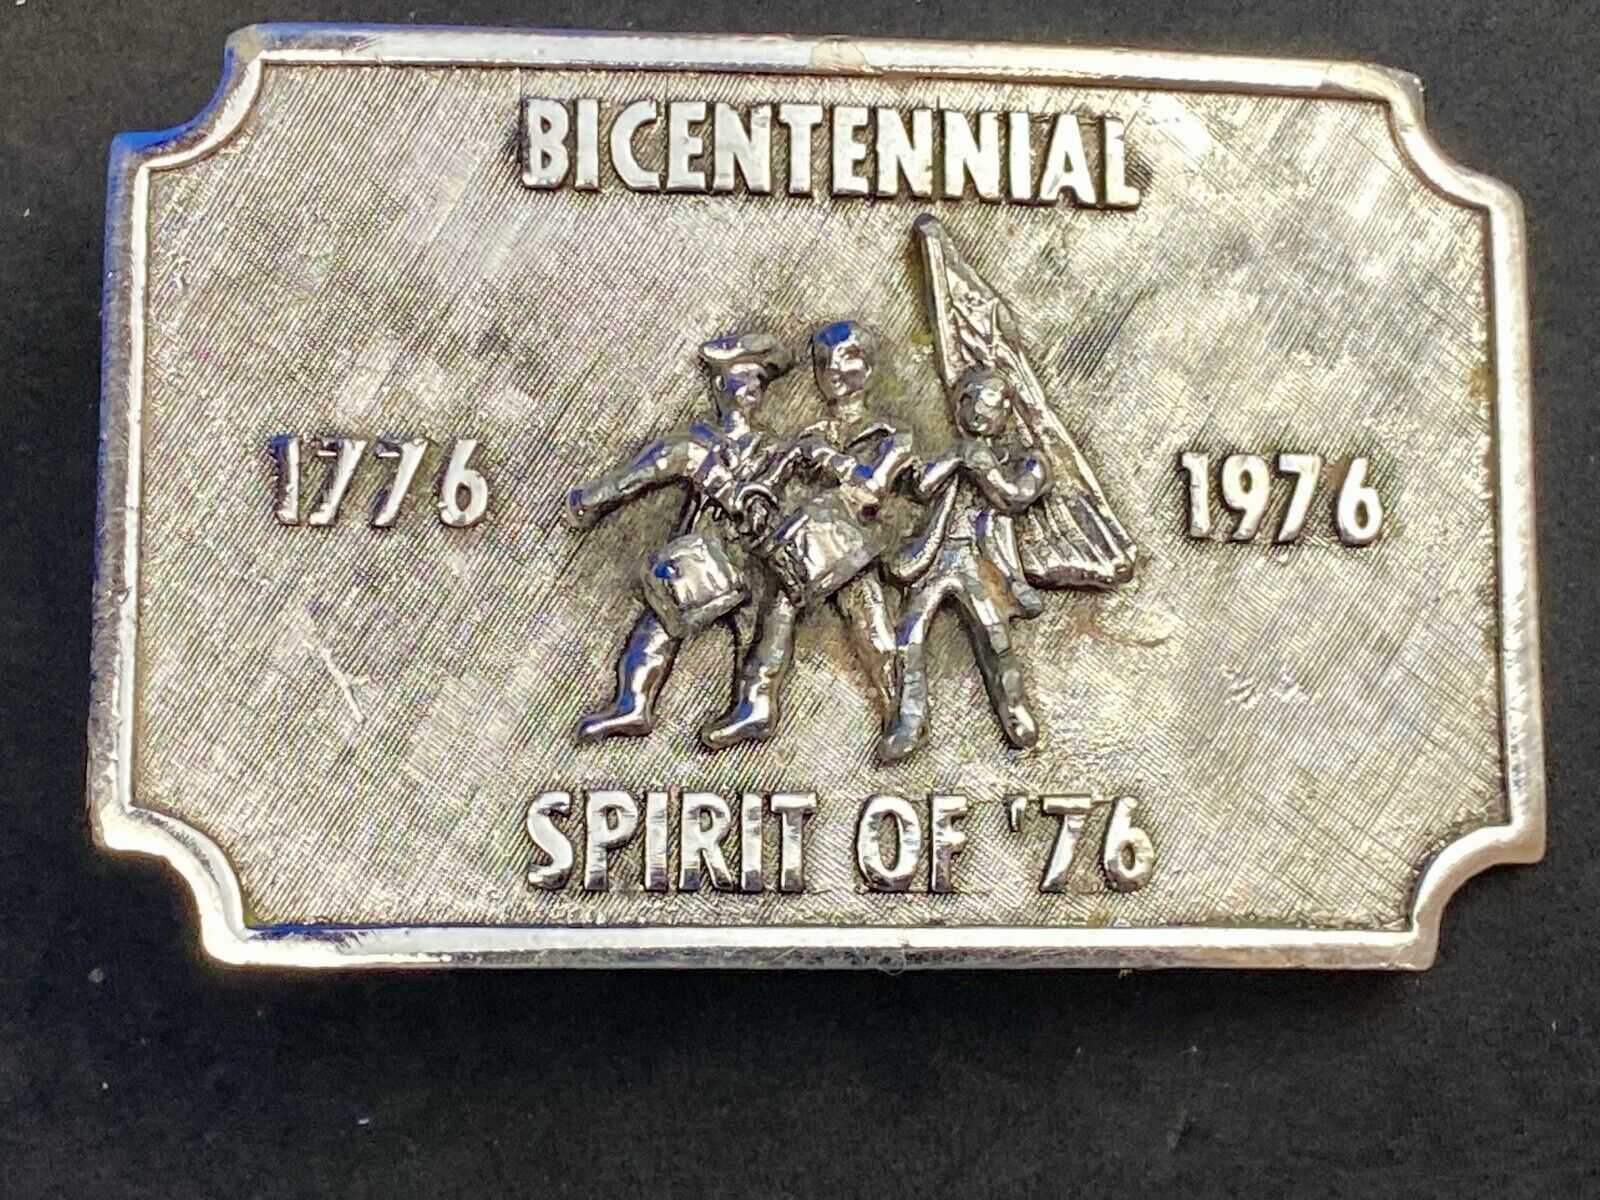 BICENTENNIAL
1776 1976
SPIRIT OF '76